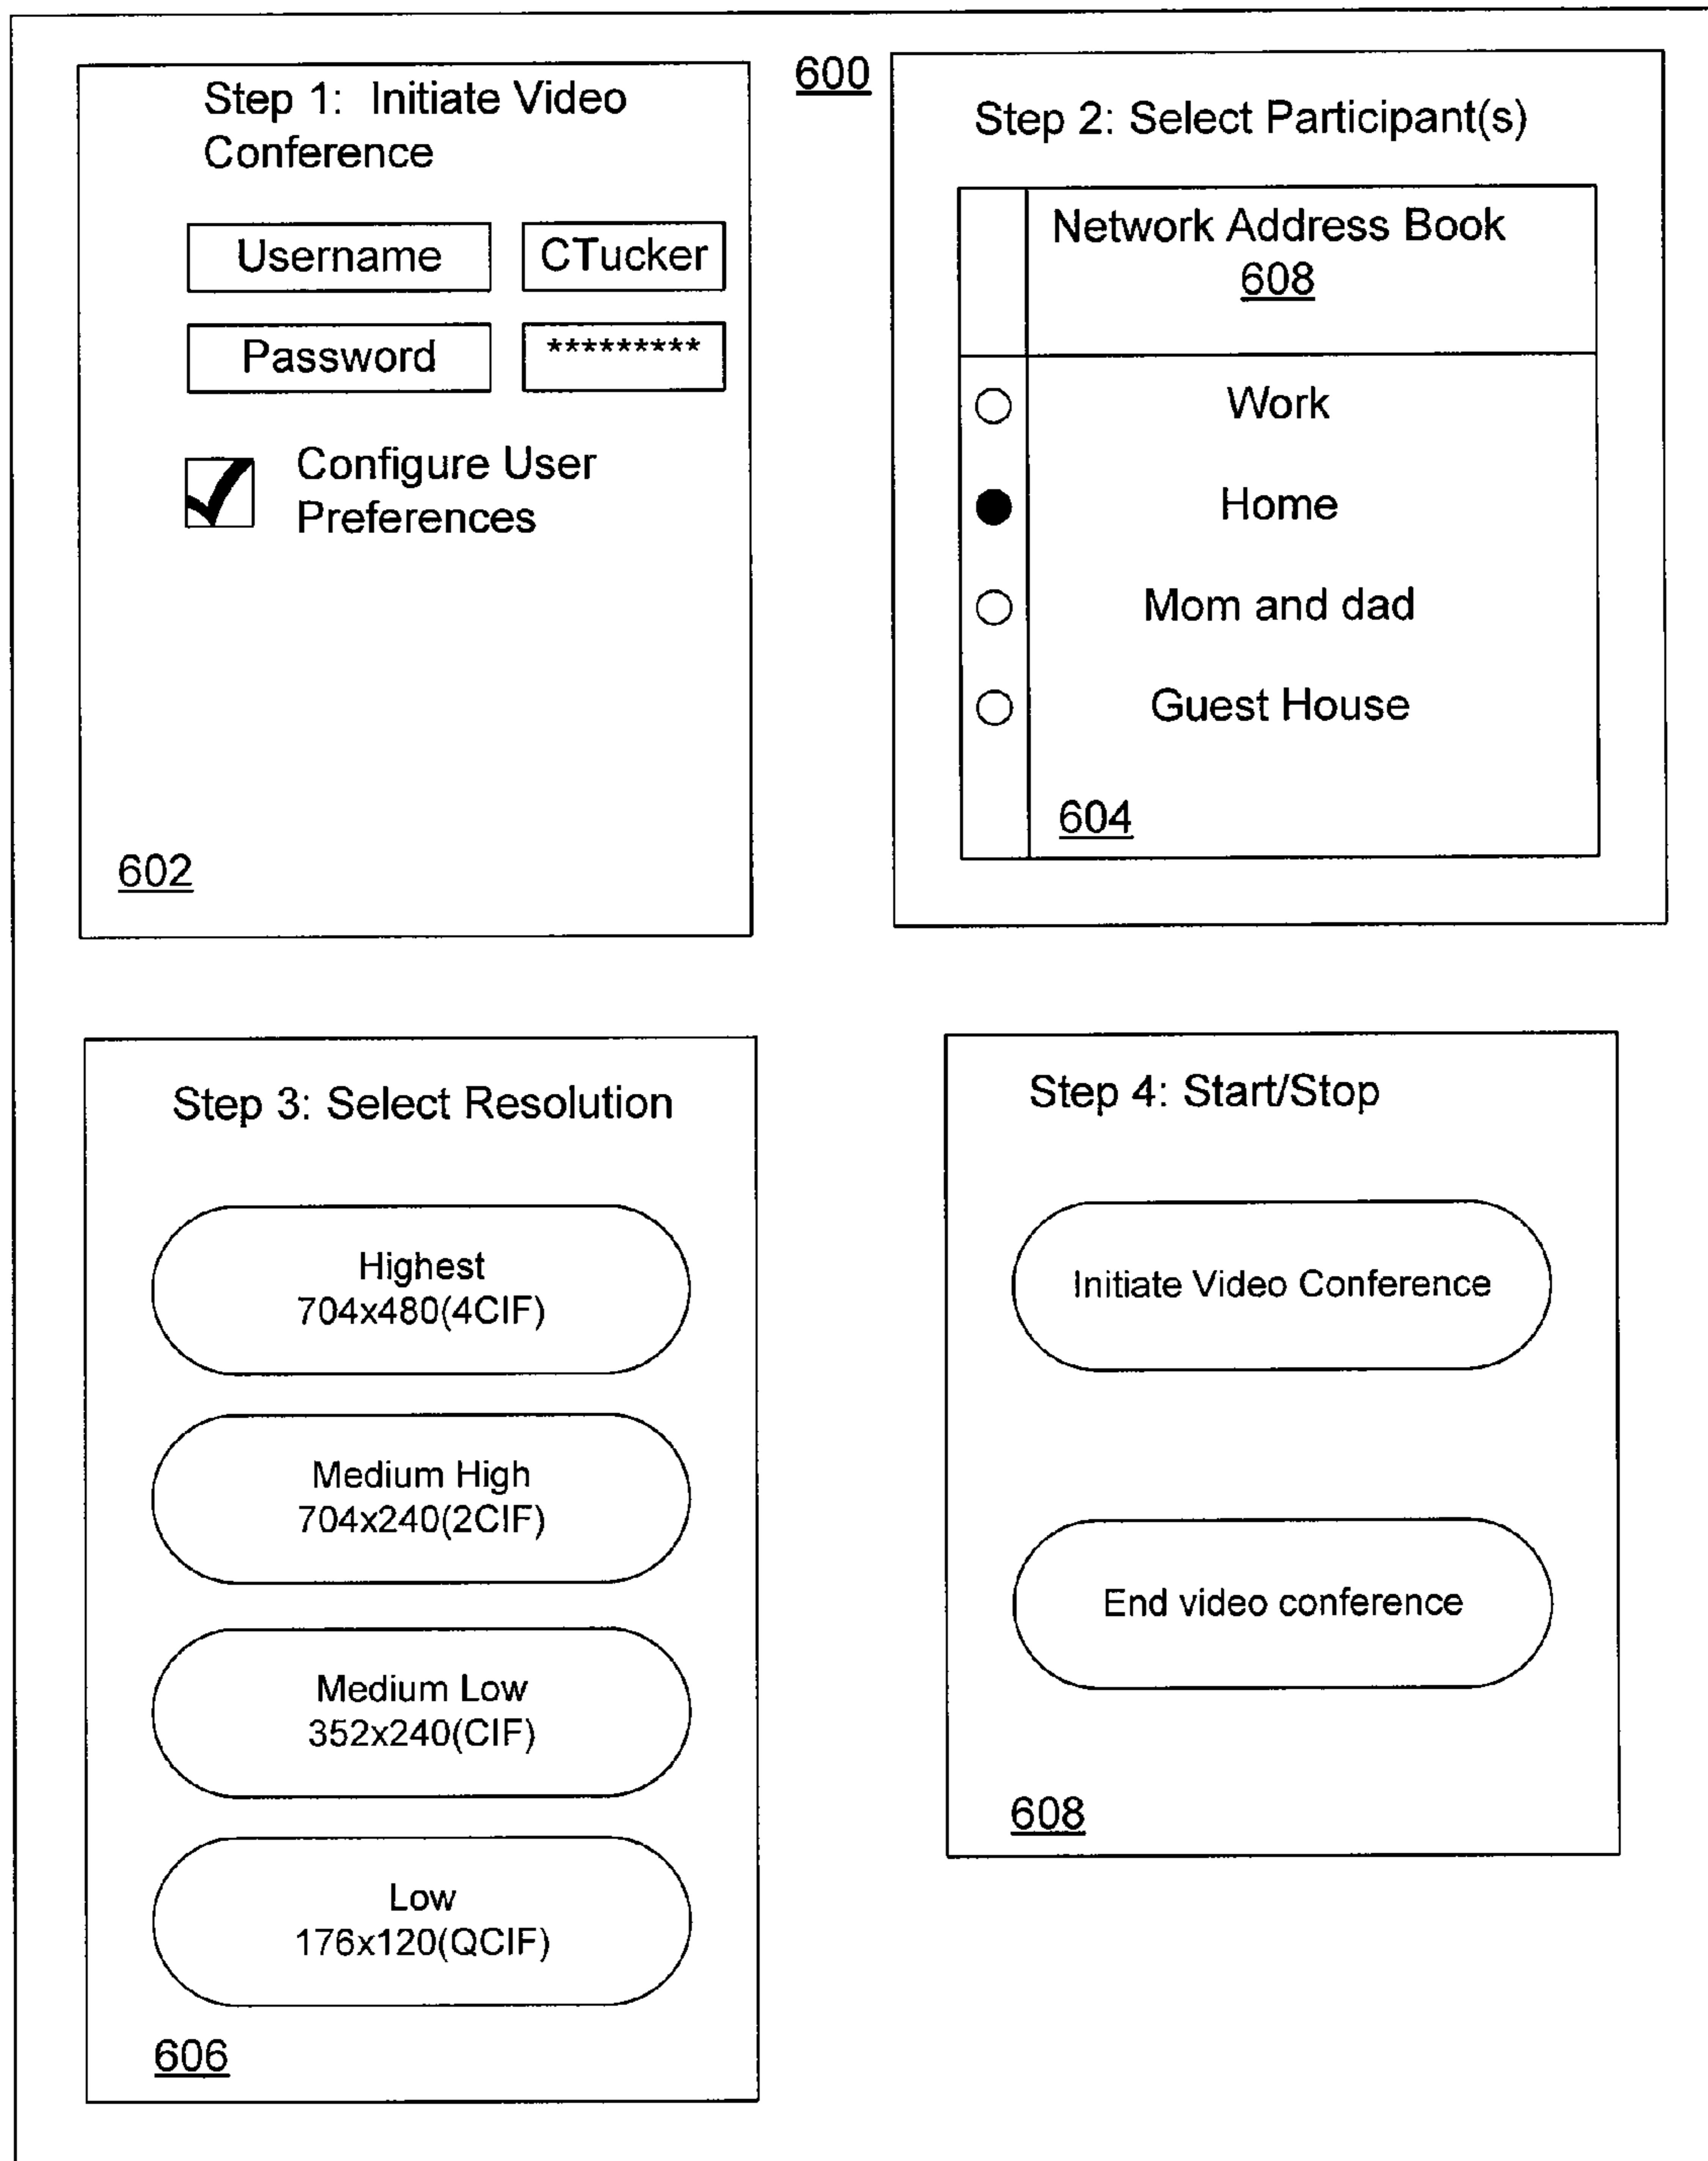 600
Step 1: Initiate Video
Conference
Username
CTucker
Password
*********
Configure User
Preferences
602
Step 2: Select Participant(s)
Network Address Book
608
Work
Home
Mom and dad
Guest House
604
Step 3: Select Resolution
Highest
704x480(4CIF)
Medium High
704x240(2CIF)
Medium Low
352x240(CIF)
Low
176x120(QCIF)
606
Step 4: Start/Stop
Initiate Video Conference
End video conference
608